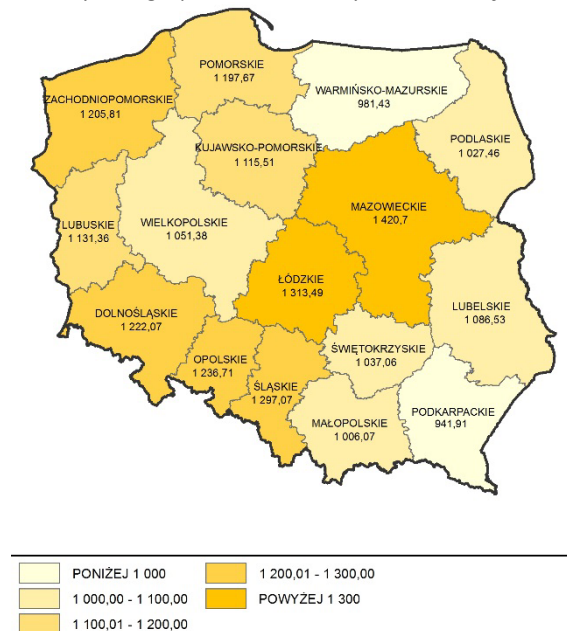 POMORSKIE
1 197,67
WARMIŃSKO-MAZURSKIE
981,43
ZACHODNIOPOMORSKIE
1 205,81
PODLASKIE
1 027,46
KUJAWSKO-POMORSKIE
1 115,51
MAZOWIECKIE
1 420,7
LUBUSKIE
1 131,36
WIELKOPOLSKIE
1 051,38
ŁÓDZKIE
1 313,49
LUBELSKIE
1 086,53
DOLNOŚLĄSKIE
1 222,07
ŚWIĘTOKRZYSKIE
1 037,06
OPOLSKIE
1 236,71
ŚLĄSKIE
1 297,07
PODKARPACKIE
941,91
MAŁOPOLSKIE
1 006,07
PONIŻEJ 1 000
1 000,00 - 1 100,00
1 100,01 - 1 200,00
1 200,01 - 1 300,00
POWYŻEJ 1 300